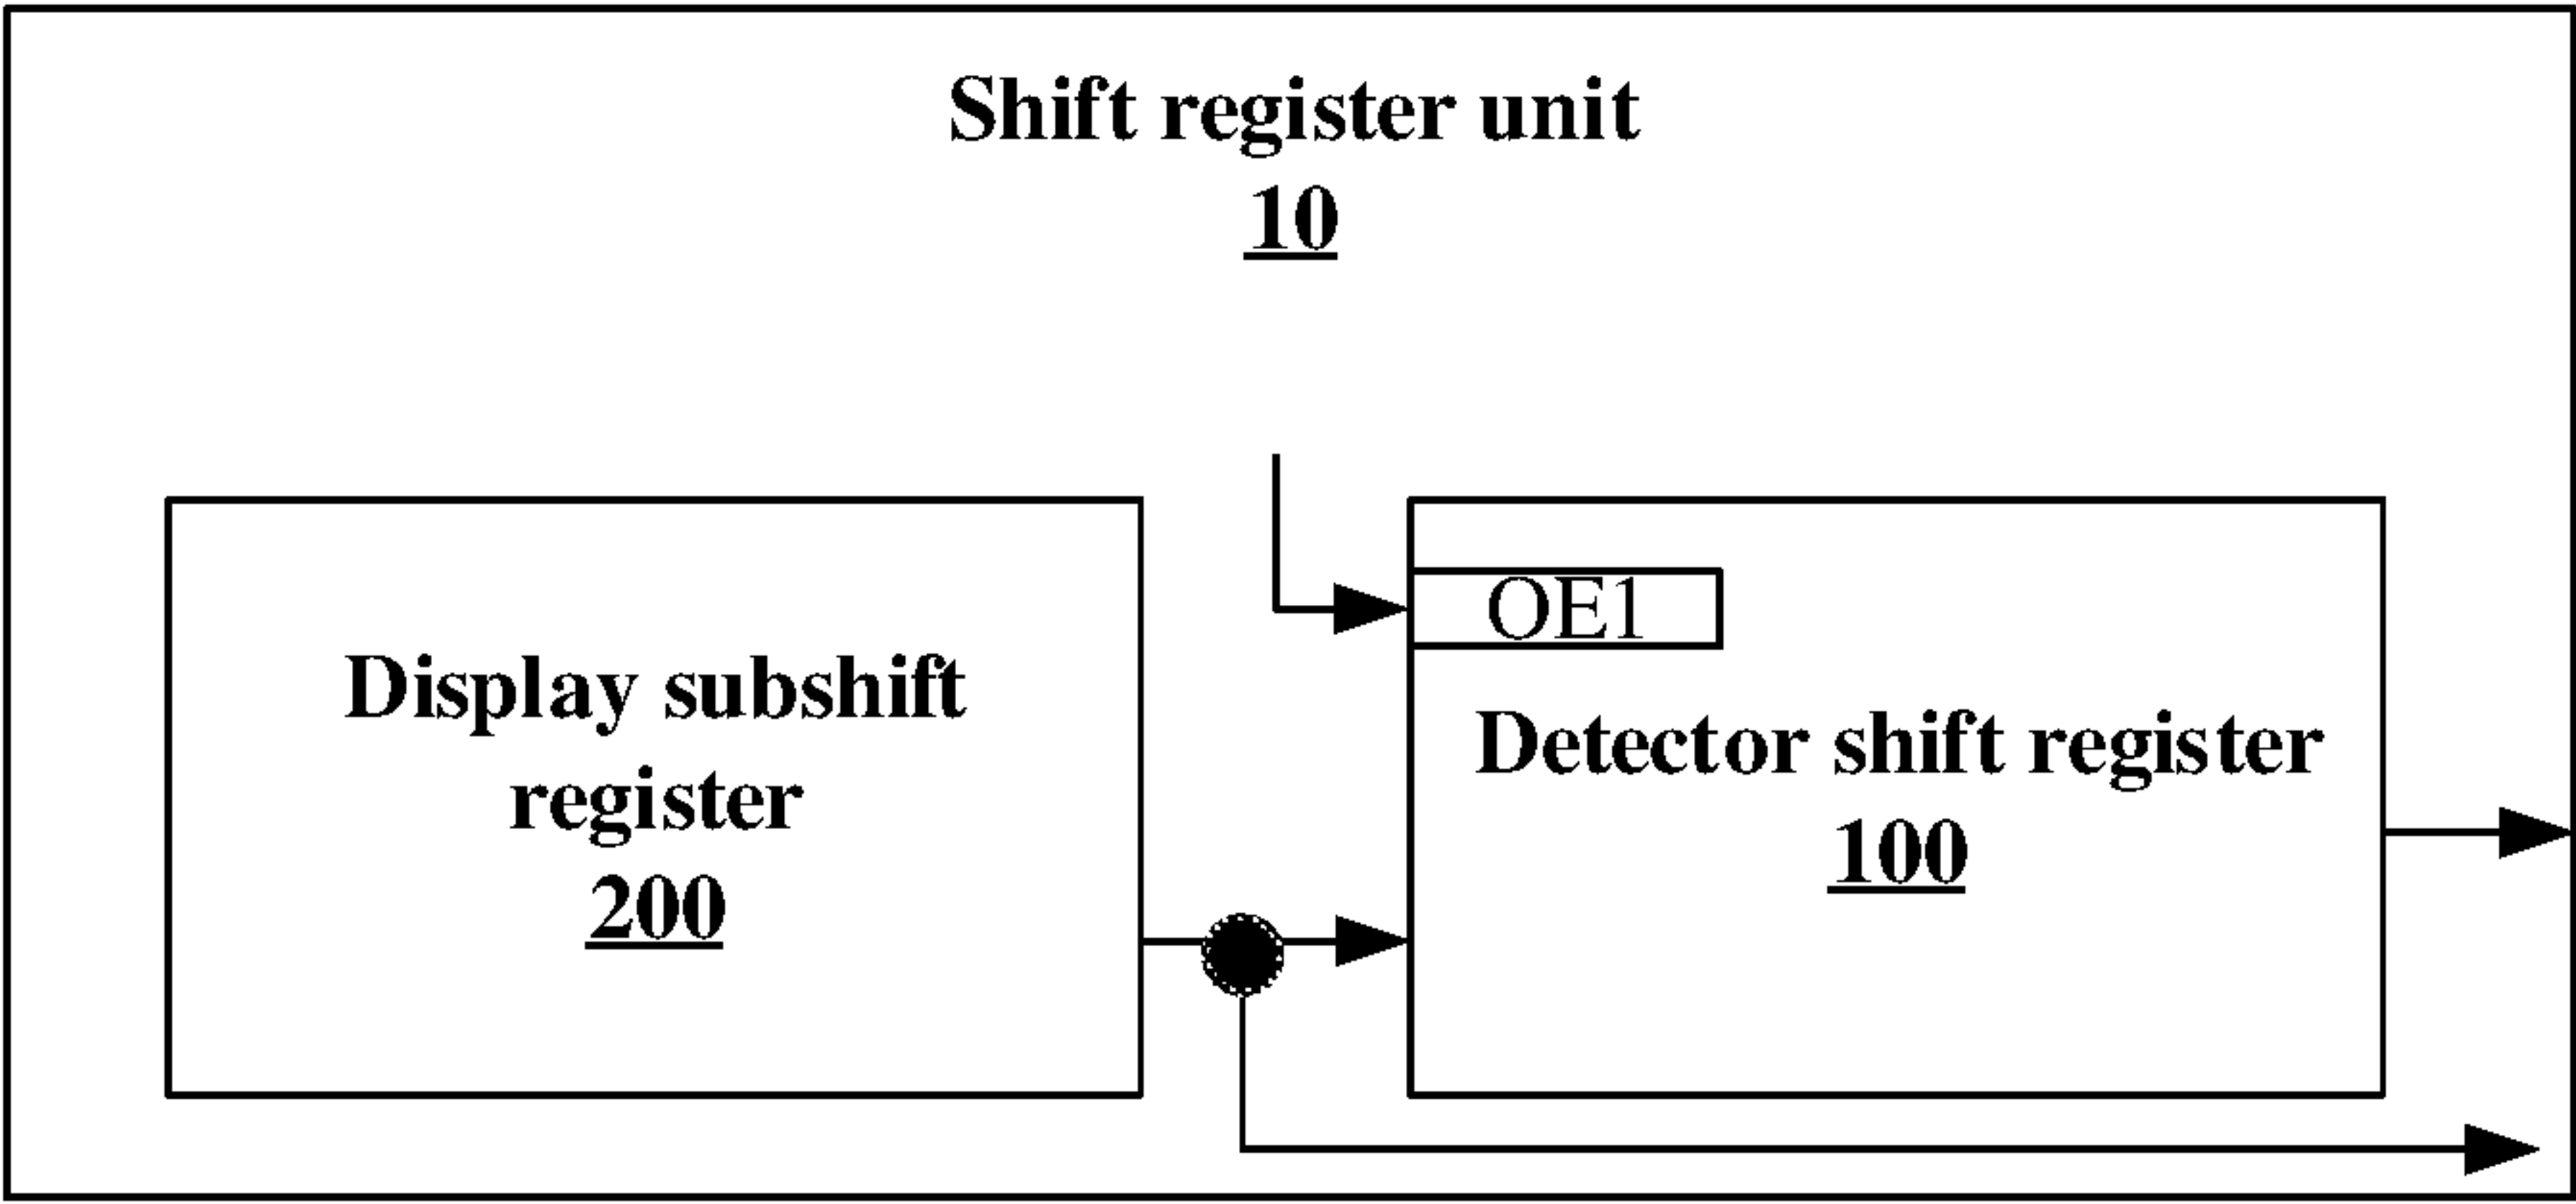 Shift register unit
10
Display subshift
register
200
OE1
Detector shift register
100